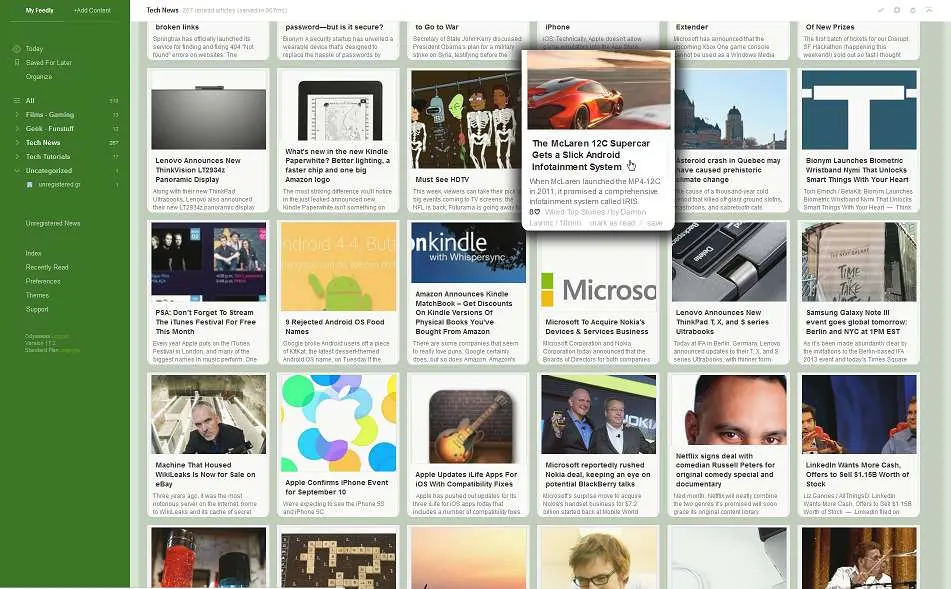 My Feedly
+Add Content
Today
Saved For Later
Organize
All
Films - Gaming
Geek - Funstuff
Tech News
267
Tech Tutorials
Uncategorized
Unregistered News
Index
Recently Read
Preferences
Themes
Support
Tech News 267 unread articles
broken links
Springtrax has officially launched its
service for finding and fixing 404 "Not
found" errors on websites. The
password—but is it secure?
Bionym A security startup has unveiled a
wearable device that's designed to
replace the hassle of passwords by
to Go to War
Secretary of State John Kerry discussed
President Obama's plan for a military
strike on Syria, testifying before the
iPhone
iOS: Technically Apple doesn't allow
Extender
Microsoft has announced that the
upcoming Xbox One game console
cannot be used as a Windows Media
Of New Prizes
The first batch of tickets for our Disrupt
SF Hackathon (happening this
weekend!) sold out so fast I thought
Lenovo Announces New
ThinkVision LT2934z
Panoramic Display
Along with their new ThinkPad
Ultrabooks, Lenovo also announced
their new LT2934z panoramic display
What's new in the new Kindle
Paperwhite? Better lighting, a
faster chip and one big
Amazon logo
The most striking difference you'll notice
in the just leaked announced new
Kindle Paperwhite isn't something on
Must See HDTV
This week, viewers can take their pick
big events coming to TV screens: the
NFL is back, Futurama is going away
The McLaren 12C Supercar
Gets a Slick Android
Infotainment System
When McLaren launched the MP4-12C
in 2011, it promised a comprehensive
infotainment system called IRIS.
Wired Top Stories / by Damon
Lavrinc / 10min mark as read / save
Asteroid crash in Quebec may
have caused prehistoric
climate change
The cause of a thousand-year cold
period that killed off giant ground sloths,
mastodons, and sabretooth cats
T
Bionym Launches Biometric
Wristband Nymi That Unlocks
Smart Things With Your Heart
Tom Emrich / BetaKit: Bionym Launches
Biometric Wristband Nymi That Unlocks
Smart Things With Your Heart — Think
PSA: Don't Forget To Stream
The iTunes Festival For Free
This Month
Every year Apple puts on the iTunes
Festival in London, and many of the
biggest names in music perform. One
android 4.4, Butt
9 Rejected Android OS Food
Names
Google broke Android users off a piece
of KitKat, the latest dessert-themed
Android OS name, on Tuesday if the
onkindle
with Whispersync
Amazon Announces Kindle
MatchBook – Get Discounts
On Kindle Versions Of
Physical Books You've
Bought From Amazon
There are some companies that seem
to really love puns. Google certainly
does, but so does Amazon. Amazon's
Microso
Microsoft To Acquire Nokia's
Devices & Services Business
Microsoft Corporation and Nokia
Corporation today announced that the
Boards of Directors for both companies
Backspace
Lenovo Announces New
ThinkPad T, X, and S series
Ultrabooks
Today at IFA in Berlin, Germany, Lenovo
announced updates to their T, X, and S
series Ultrabooks, with thinner form
TIME
TAKE
Samsung Galaxy Note III
event goes global tomorrow:
Berlin and NYC at 1PM EST
As it's been made abundantly clear by
the invitations to the Berlin-based IFA
2013 event and today's Times Square
Machine That Housed
WikiLeaks Is Now for Sale on
eBay
Three years ago, it was the most
notorious server on the Internet, home
to WikiLeaks and its cache of secret
Apple Confirms iPhone Event
for September 10
We're expecting to see the iPhone 5S
and iPhone 5C
Apple Updates iLife Apps For
iOS With Compatibility Fixes
Apple has pushed out updates for its
three iLife for iOS apps today that
includes a number of compatibility fixes
NOKIA
Microsoft reportedly rushed
Nokia deal, keeping an eye on
potential BlackBerry talks
Microsoft's surprise move to acquire
Nokia's handset business for $7.2
billion started back at Mobile World
Netflix signs deal with
comedian Russell Peters for
original comedy special and
documentary
Next month, Netflix will really combine
the two genres it's promised will soon
grace its original content library.
LinkedIn Wants More Cash,
Offers to Sell $1.15B Worth of
Stock
Liz Gannes / AllThingsD: LinkedIn
Wants More Cash, Offers to Sell $1.15B
Worth of Stock — LinkedIn filed on